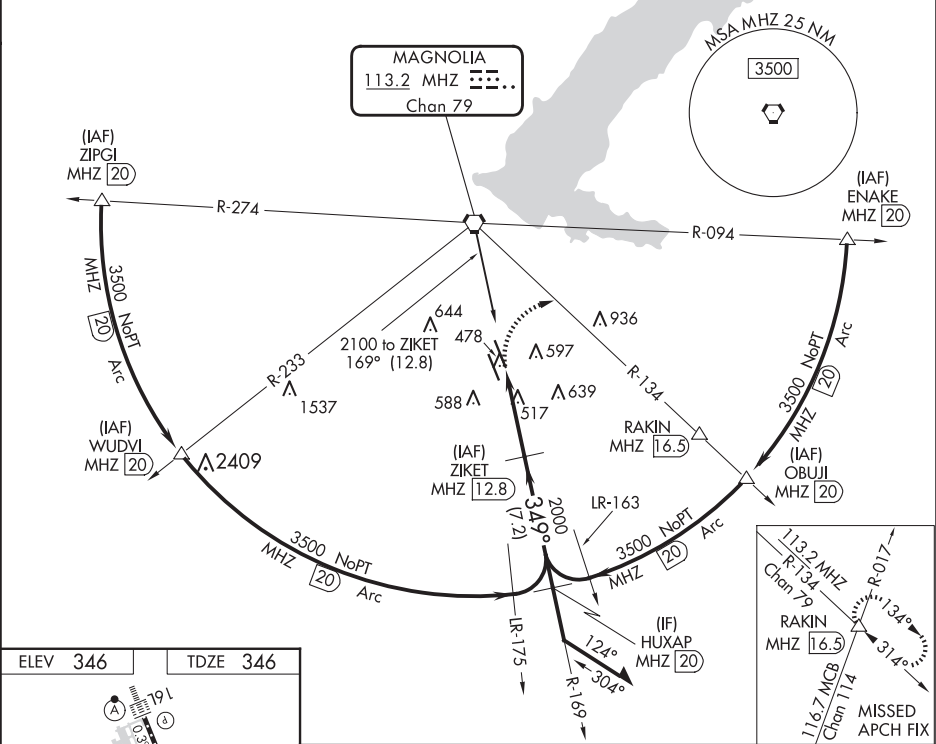 MAGNOLIA
113.2 MHZ
Chan 79
MSA MHZ 25 NM
3500
(IAF)
ZIPGI
MHZ 20
R-274
R-094
(IAF)
ENAKE
MHZ 20
3500 NoPT
MHZ 20 Arc
R-233
2100 to ZIKET
169° (12.8)
644
478
597
936
1537
588
517
639
R-134
3500 NoPT
MHZ 20 Arc
(IAF)
WUDVI
MHZ 20
2409
(IAF)
ZIKET
MHZ 12.8
RAKIN
MHZ 16.5
(IAF)
OBUJI
MHZ 20
349°
2000
(7.2)
LR-163
3500 NoPT
MHZ 20 Arc
3500 NoPT
MHZ 20 Arc
LR-175
R-169
124°
304°
(IF)
HUXAP
MHZ 20
113.2 MHZ
R-134
Chan 79
R-017
RAKIN
MHZ 16.5
134°
314°
116.7 MCB
Chan 114
MISSED
APCH FIX
ELEV 346
TDZE 346
A
16L
P